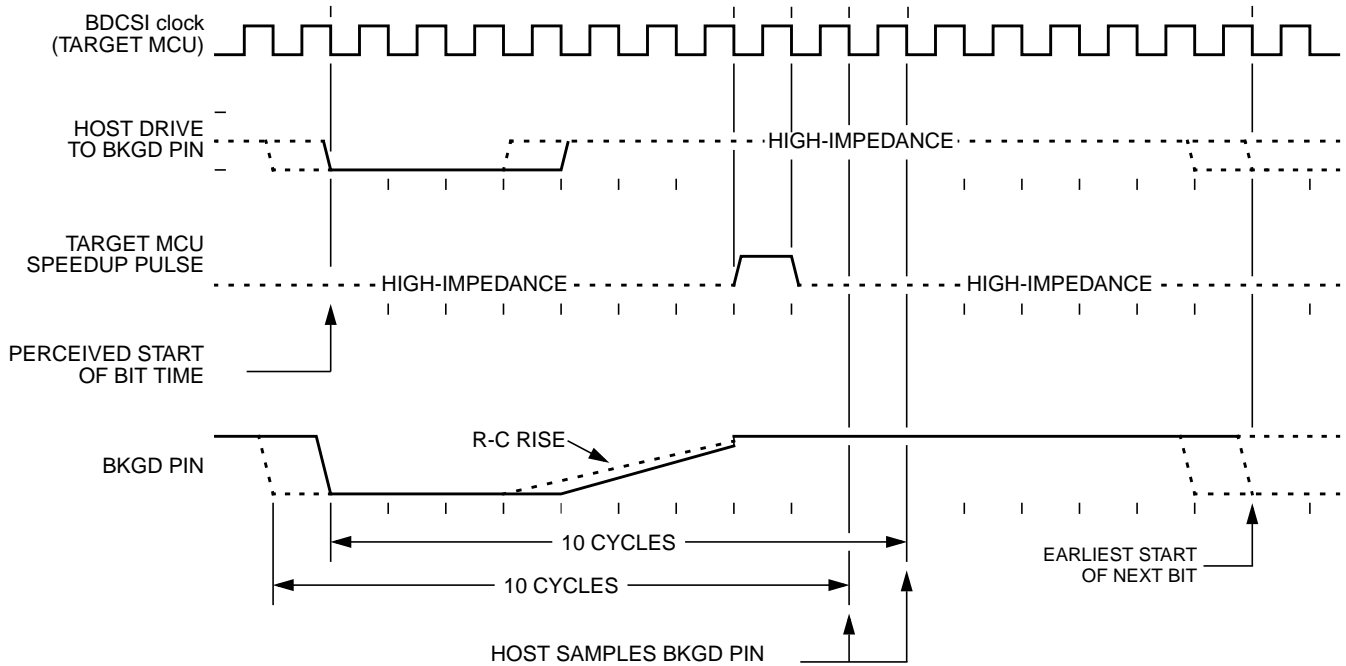 BDCSI clock
(TARGET MCU)
HOST DRIVE
TO BKGD PIN
HIGH-IMPEDANCE
TARGET MCU
SPEEDUP PULSE
HIGH-IMPEDANCE
HIGH-IMPEDANCE
PERCEIVED START
OF BIT TIME
R-C RISE
BKGD PIN
10 CYCLES
10 CYCLES
EARLIEST START
OF NEXT BIT
HOST SAMPLES BKGD PIN